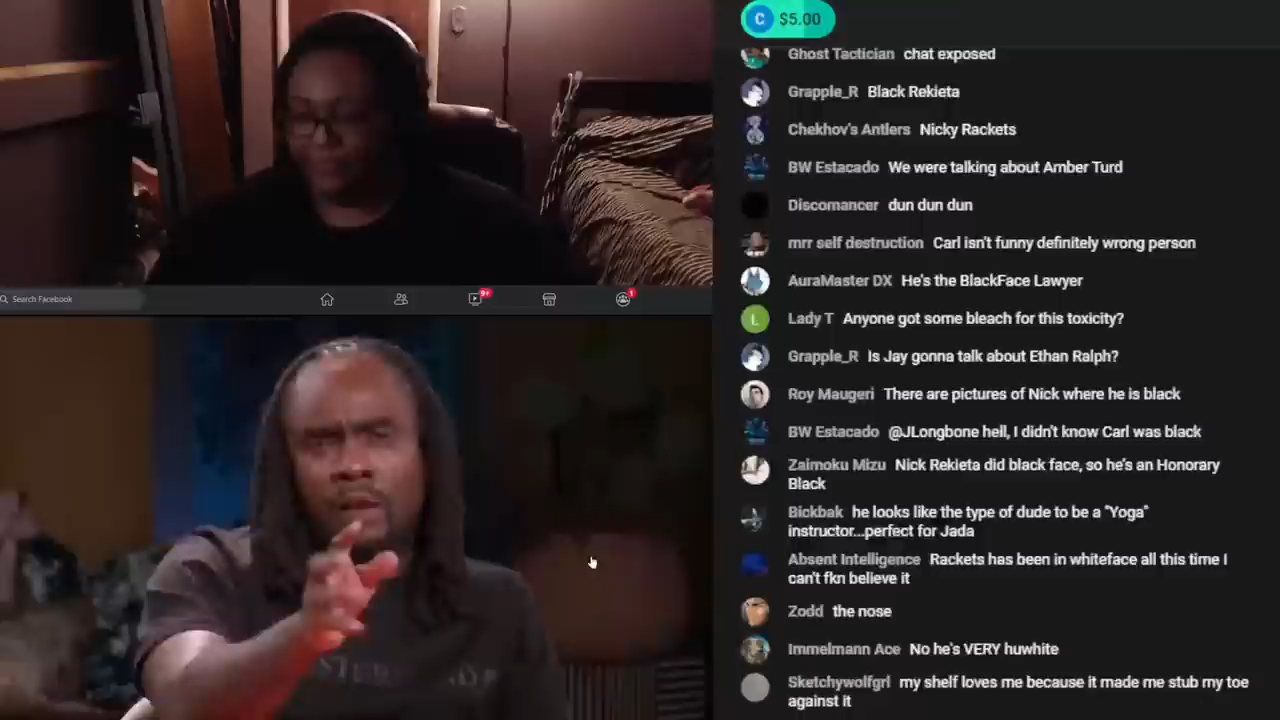 C $5.00
Ghost Tactician chat exposed
Grapple_R Black Rekieta
Chekhov's Antlers Nicky Rackets
BW Estacado We were talking about Amber Turd
Discomancer dun dun dun
mrr self destruction Carl isn't funny definitely wrong person
AuraMaster DX He's the BlackFace Lawyer
L Lady T Anyone got some bleach for this toxicity?
Grapple_R Is Jay gonna talk about Ethan Ralph?
Roy Maugeri There are pictures of Nick where he is black
BW Estacado @JLongbone hell, I didn't know Carl was black
Zaimoku Mizu Nick Rekieta did black face, so he's an Honorary
Black
Bickbak he looks like the type of dude to be a "Yoga"
instructor...perfect for Jada
Absent Intelligence Rackets has been in whiteface all this time I
can't fkn believe it
Zodd the nose
Immelmann Ace No he's VERY huwhite
Sketchywolfgrl my shelf loves me because it made me stub my toe
against it
Search Facebook
9+
1